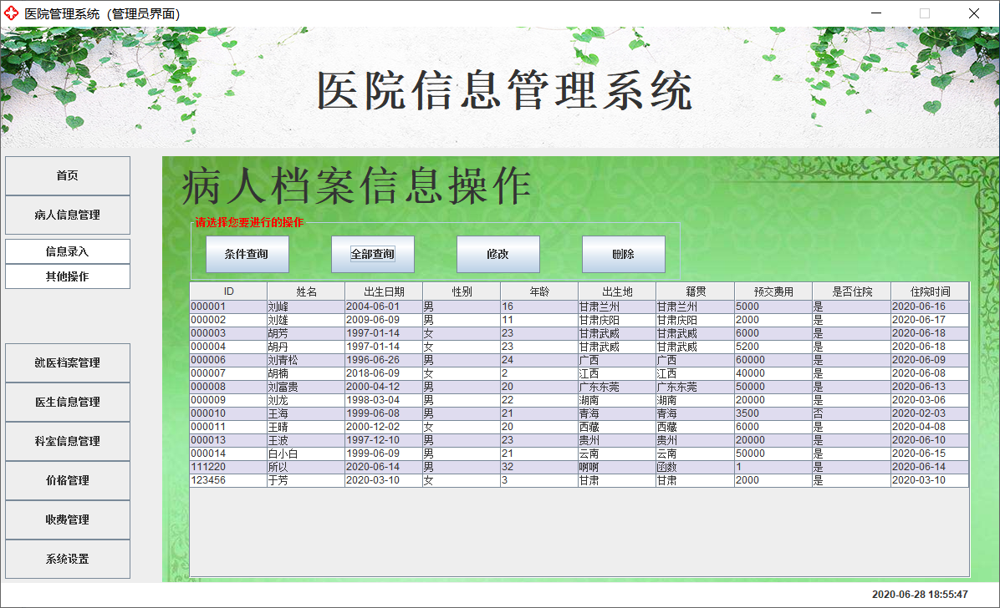 医院管理系统（管理员界面）
医院信息管理系统
首页
病人信息管理
信息录入
其他操作
就医档案管理
医生信息管理
科室信息管理
价格管理
收费管理
系统设置
病人档案信息操作
请选择您要进行的操作
条件查询 全部查询 修改 删除
ID 姓名 出生日期 性别 年龄 出生地 籍贯 预交费用 是否住院 住院时间
000001 刘峰 2004-06-01 男 16 甘肃兰州 甘肃兰州 5000 是 2020-06-16
000002 刘雄 2009-06-09 男 11 甘肃庆阳 甘肃庆阳 2000 是 2020-06-17
000003 胡芳 1997-01-14 女 23 甘肃武威 甘肃武威 6000 是 2020-06-18
000004 胡丹 1997-01-14 女 23 甘肃武威 甘肃武威 5200 是 2020-06-18
000006 刘青松 1996-06-26 男 24 广西 广西 60000 是 2020-06-09
000007 胡楠 2018-06-09 女 2 江西 江西 40000 是 2020-06-08
000008 刘富贵 2000-04-12 男 20 广东东莞 广东东莞 50000 是 2020-06-13
000009 刘龙 1998-03-04 男 22 湖南 湖南 20000 是 2020-03-06
000010 王海 1999-06-08 男 21 青海 青海 3500 否 2020-02-03
000011 王晴 2000-12-02 女 20 西藏 西藏 6000 是 2020-04-08
000013 王波 1997-12-10 男 23 贵州 贵州 20000 是 2020-06-10
000014 白小白 1999-06-09 男 21 云南 云南 50000 是 2020-06-15
111220 所以 2020-06-14 男 32 啊啊 函数 1 是 2020-06-14
123456 于芳 2020-03-10 女 3 甘肃 甘肃 2000 是 2020-03-10
2020-06-28 18:55:47